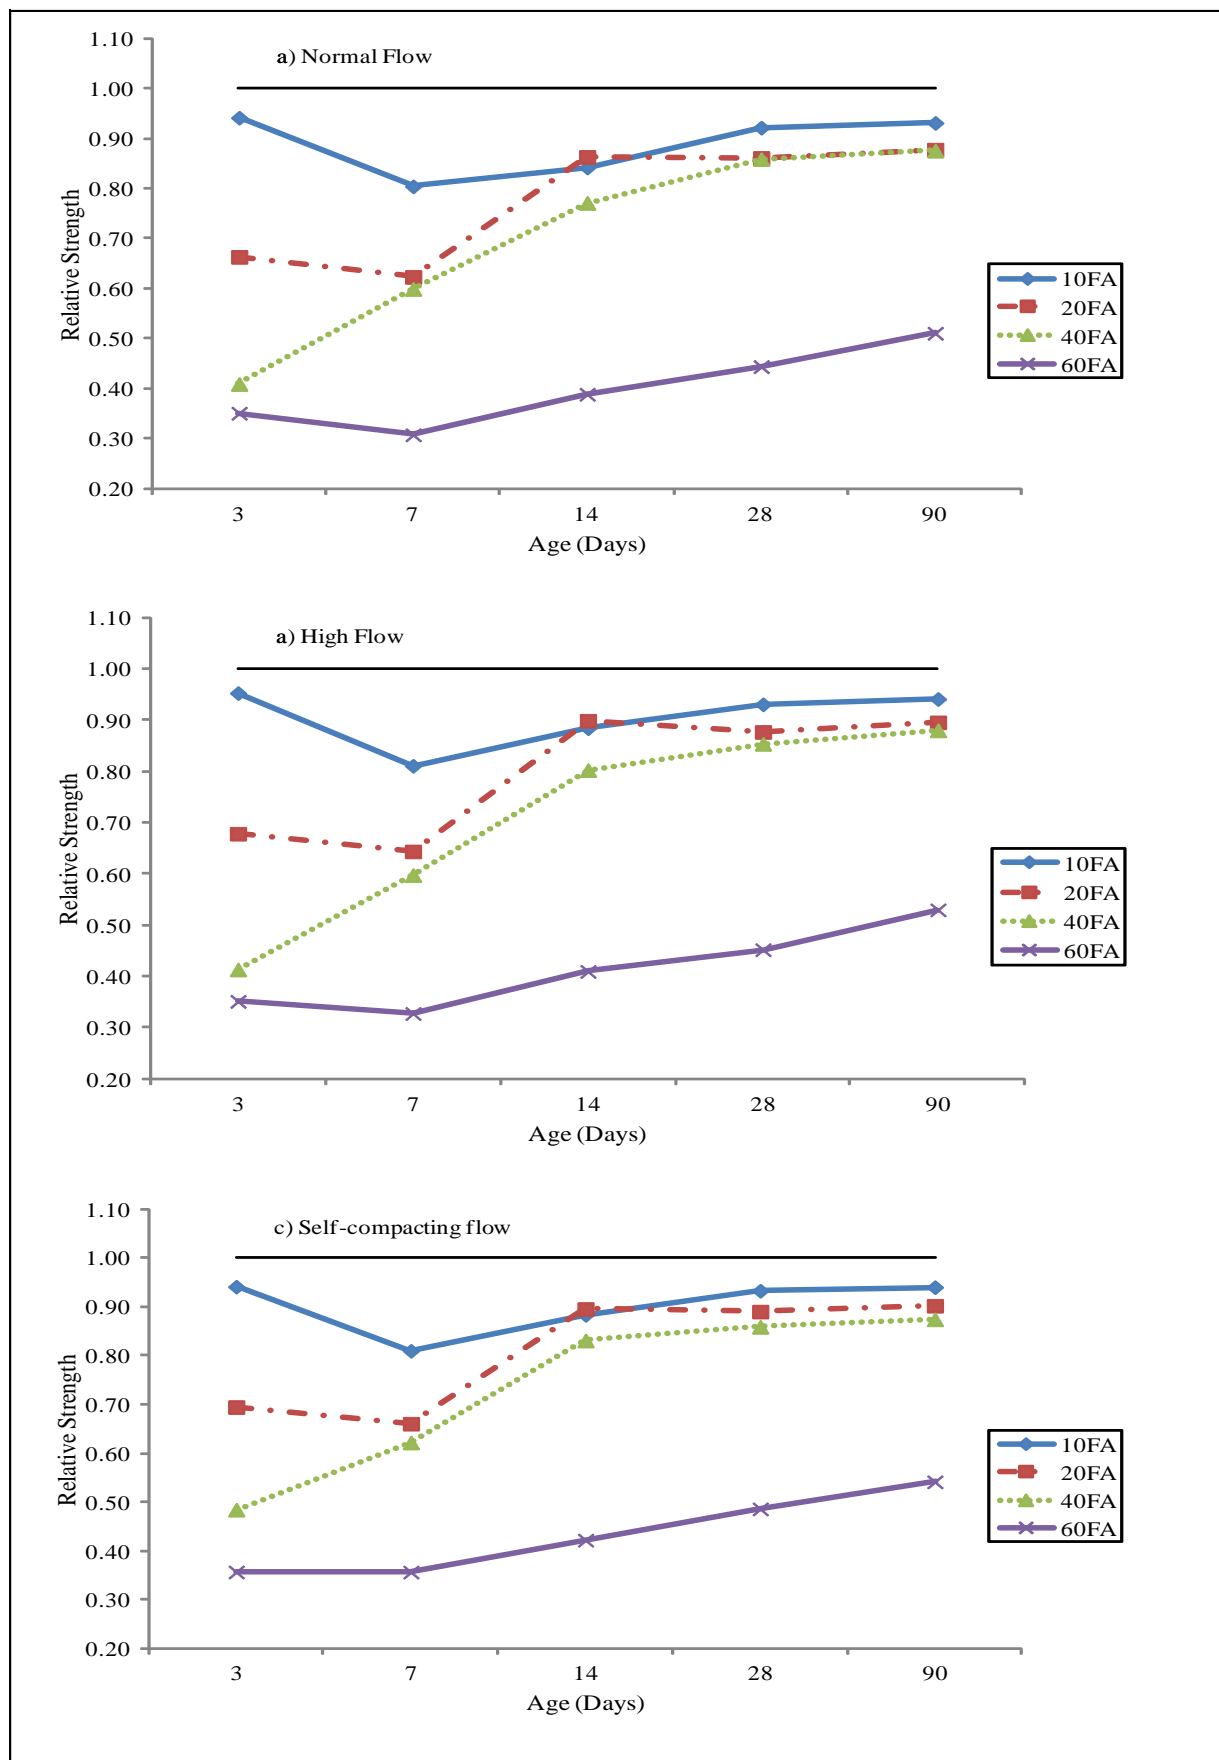 1.10
a) Normal Flow
1.00
0.90
0.80
0.70
0.60
0.50
0.40
0.30
0.20
Relative Strength
10FA
20FA
40FA
60FA
3 7 14 28 90
Age (Days)
1.10
a) High Flow
1.00
0.90
0.80
0.70
0.60
0.50
0.40
0.30
0.20
Relative Strength
10FA
20FA
40FA
60FA
3 7 14 28 90
Age (Days)
1.10
c) Self-compacting flow
1.00
0.90
0.80
0.70
0.60
0.50
0.40
0.30
0.20
Relative Strength
10FA
20FA
40FA
60FA
3 7 14 28 90
Age (Days)